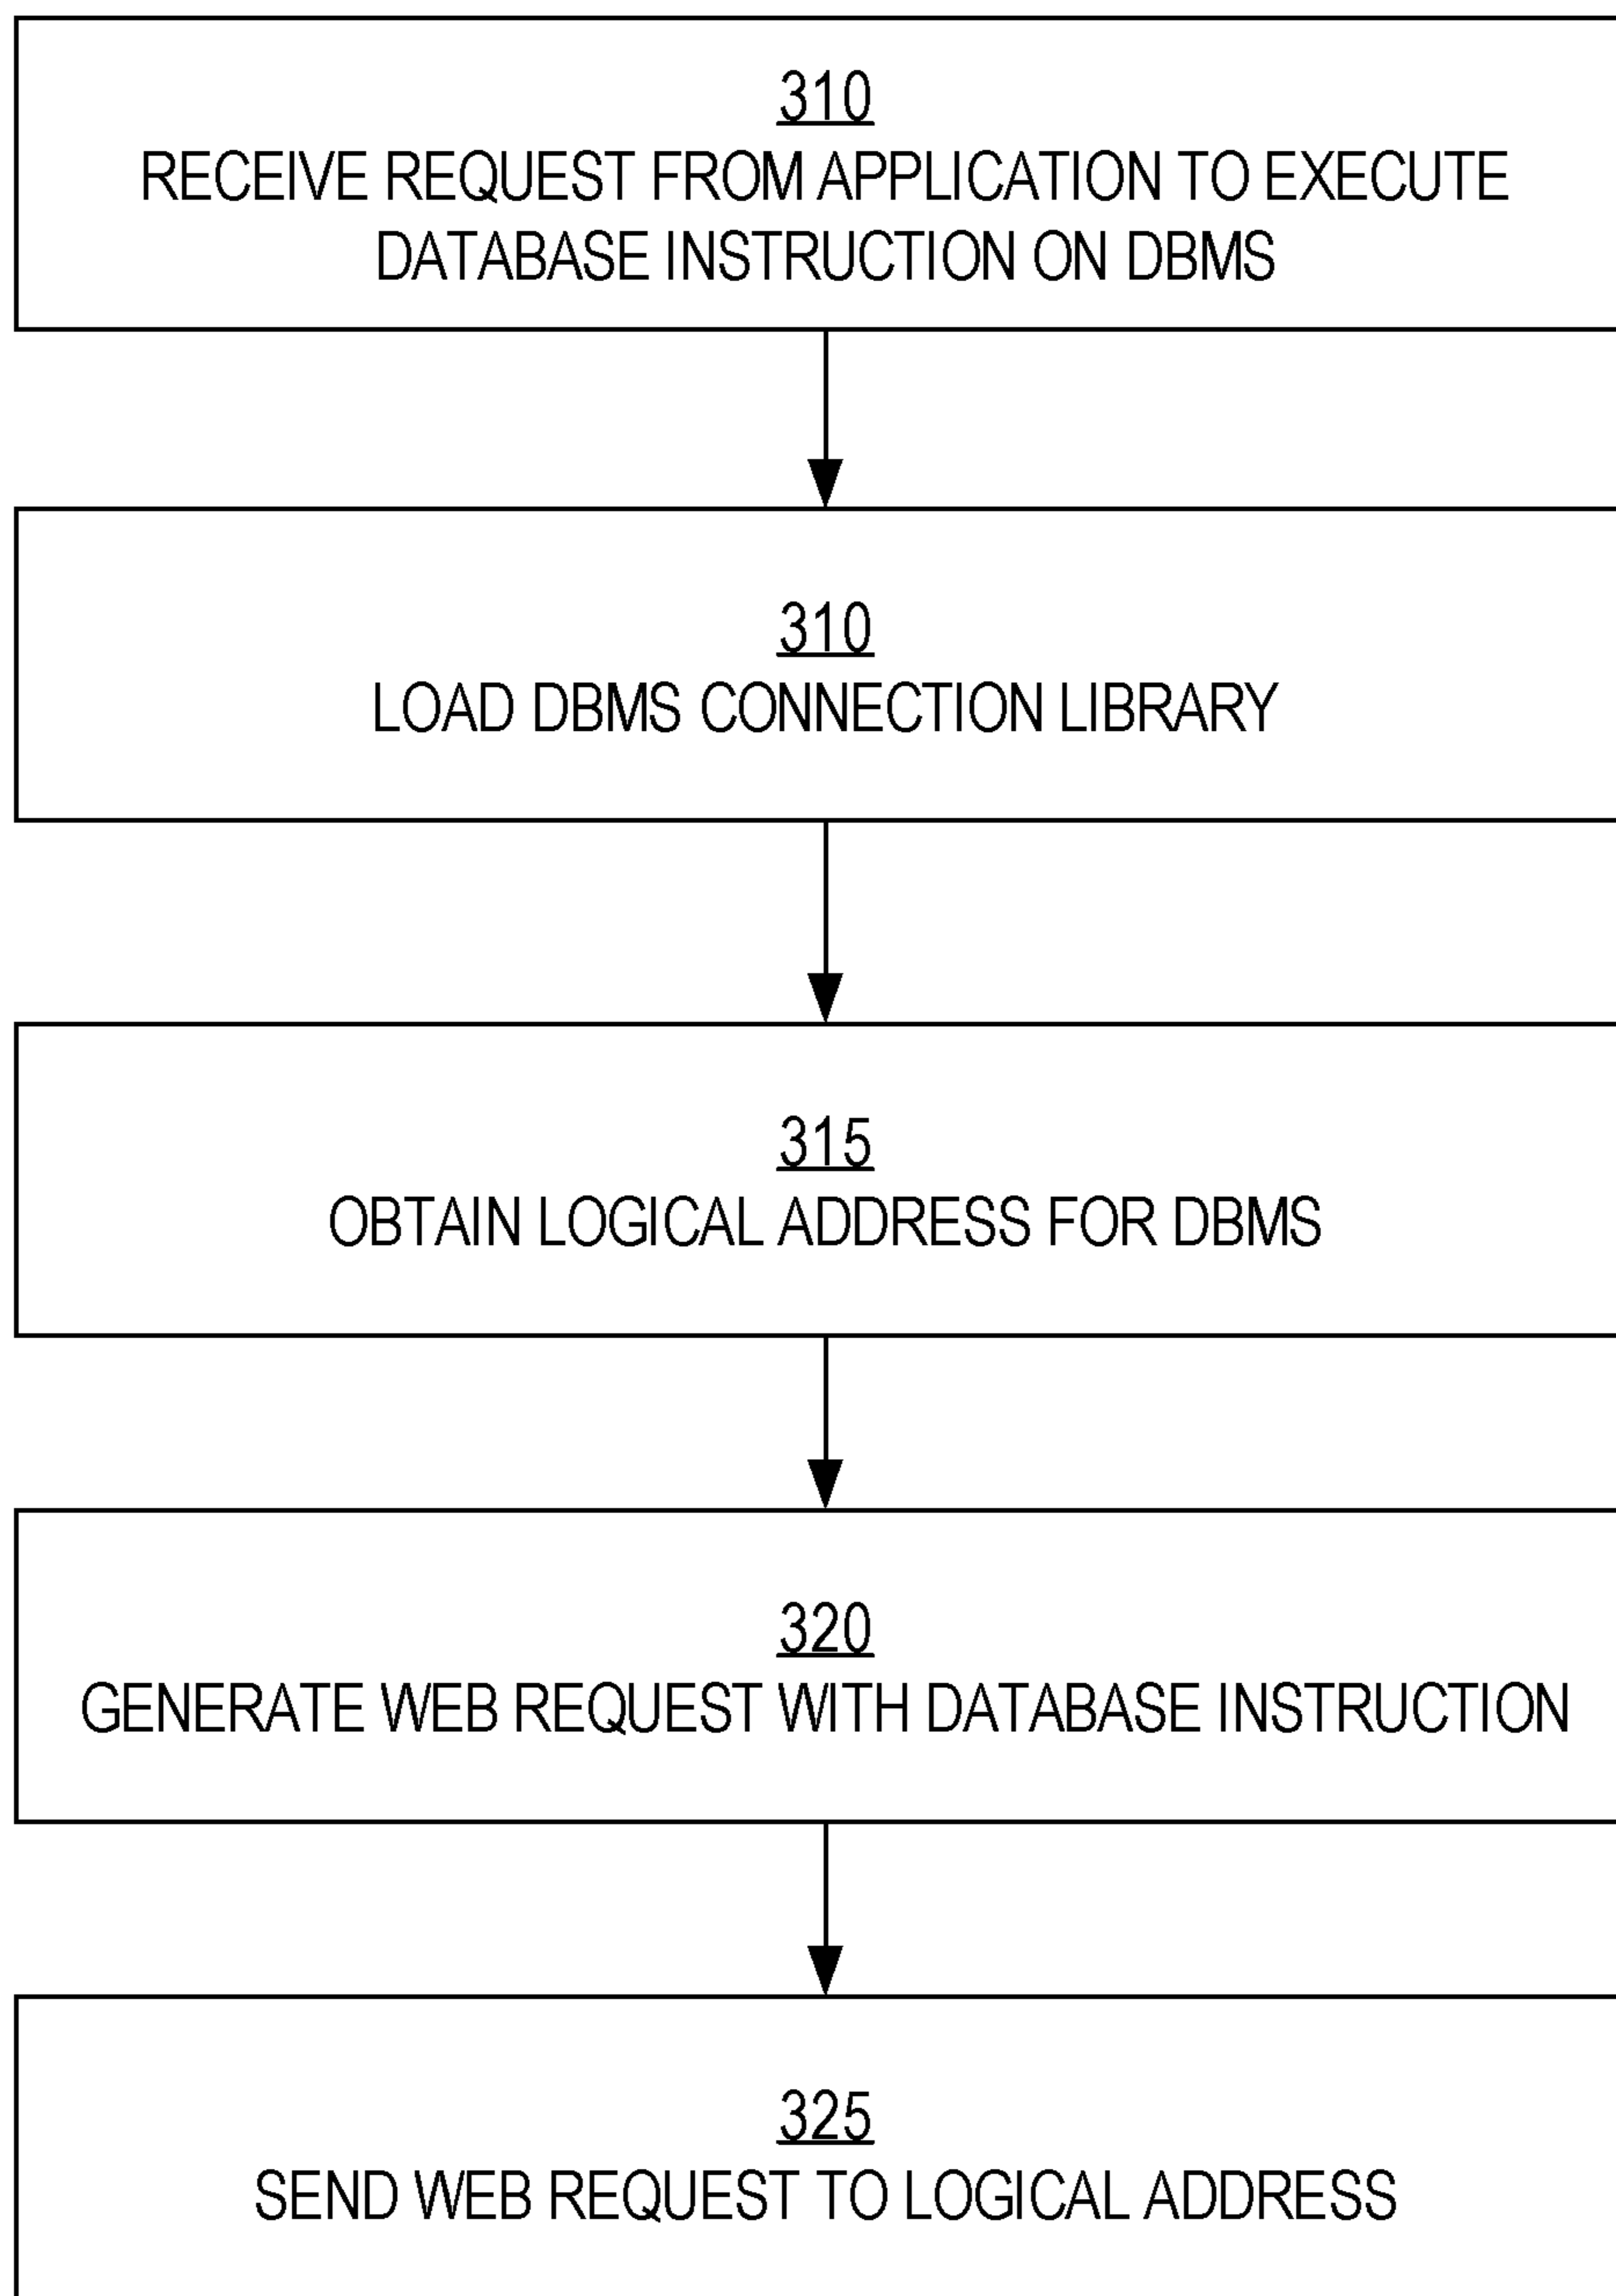 310
RECEIVE REQUEST FROM APPLICATION TO EXECUTE
DATABASE INSTRUCTION ON DBMS
310
LOAD DBMS CONNECTION LIBRARY
315
OBTAIN LOGICAL ADDRESS FOR DBMS
320
GENERATE WEB REQUEST WITH DATABASE INSTRUCTION
325
SEND WEB REQUEST TO LOGICAL ADDRESS